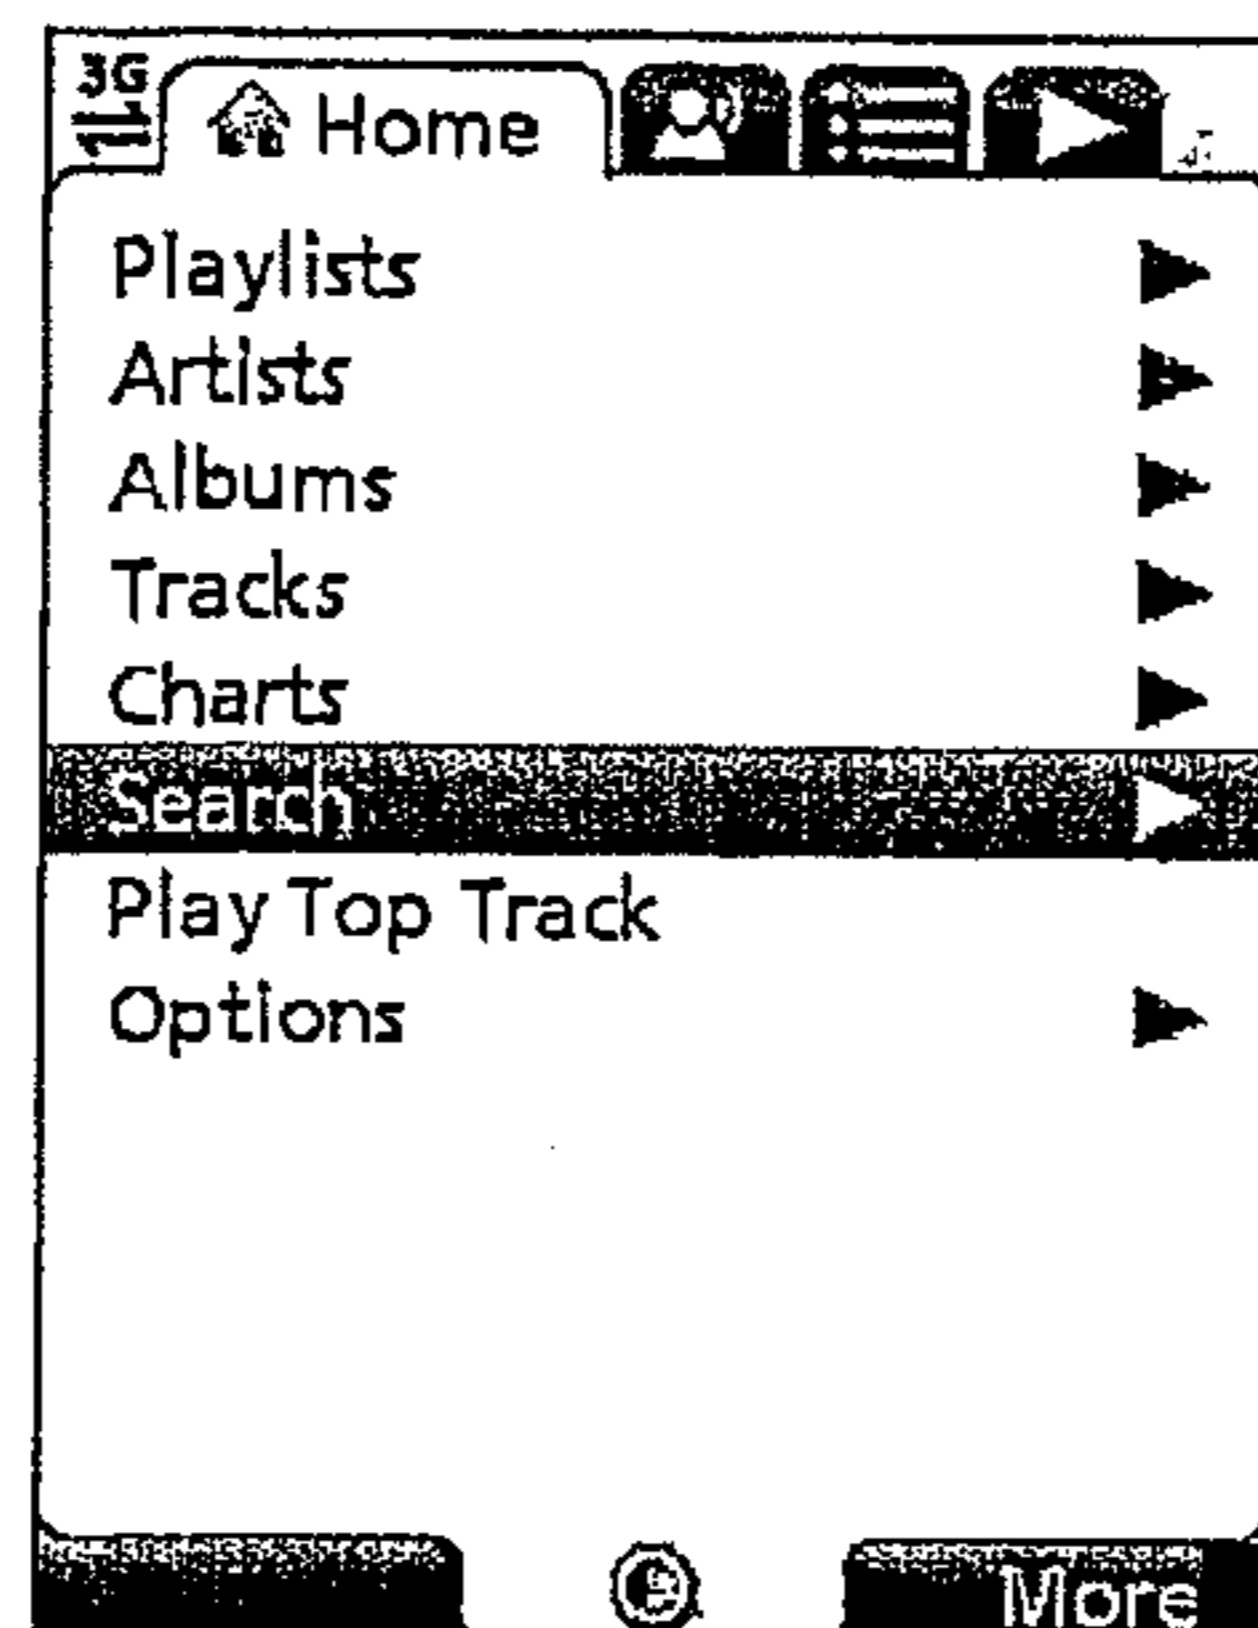 3G
Home
Playlists
Artists
Albums
Tracks
Charts
Search
Play Top Track
Options
More